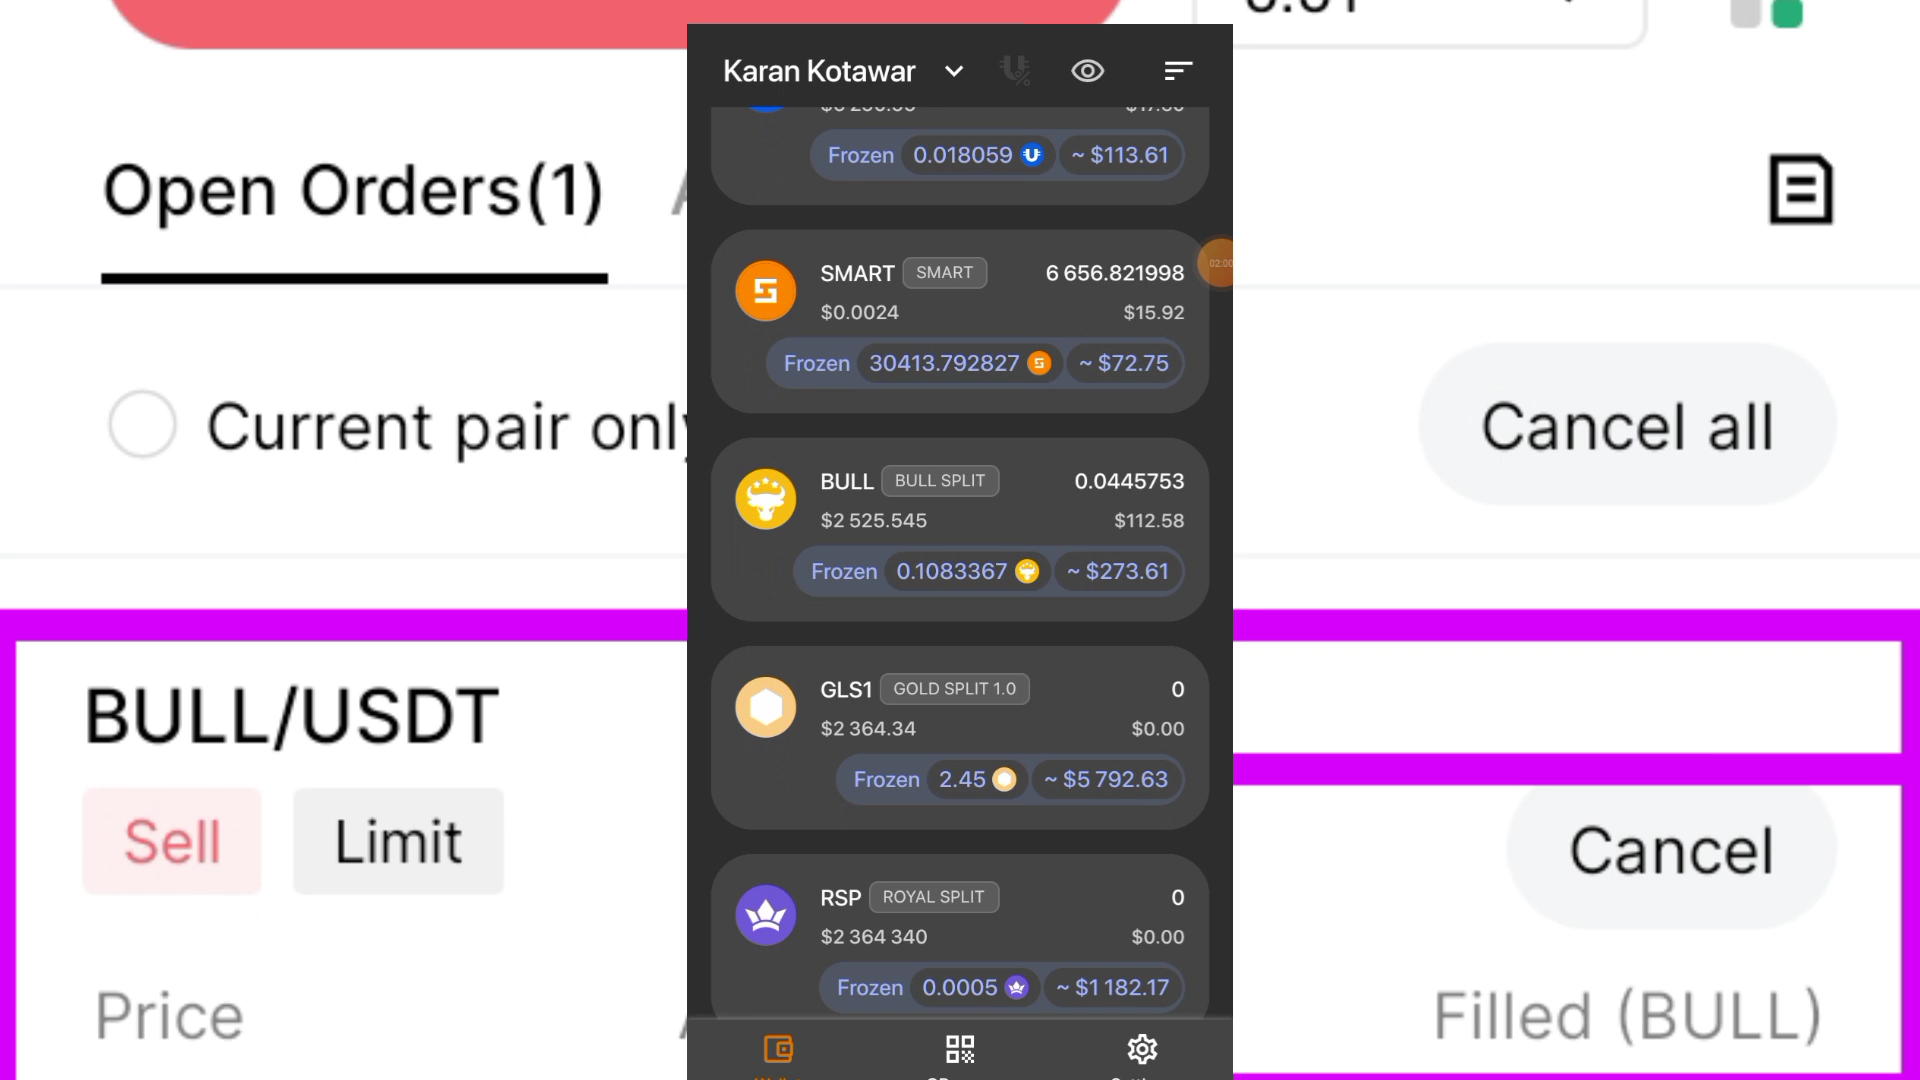 Karan Kotawar
Frozen 0.018059 ~ $113.61
SMART SMART 6 656.821998
$0.0024 $15.92
Frozen 30413.792827 ~ $72.75
BULL BULL SPLIT 0.0445753
$2 525.545 $112.58
Frozen 0.1083367 ~ $273.61
GLS1 GOLD SPLIT 1.0 0
$2 364.34 $0.00
Frozen 2.45 ~ $5 792.63
RSP ROYAL SPLIT 0
$2 364 340 $0.00
Frozen 0.0005 ~ $1 182.17
02:00
Open Orders(1)
Current pair only
Cancel all
BULL/USDT
Sell Limit
Cancel
Price
Filled (BULL)